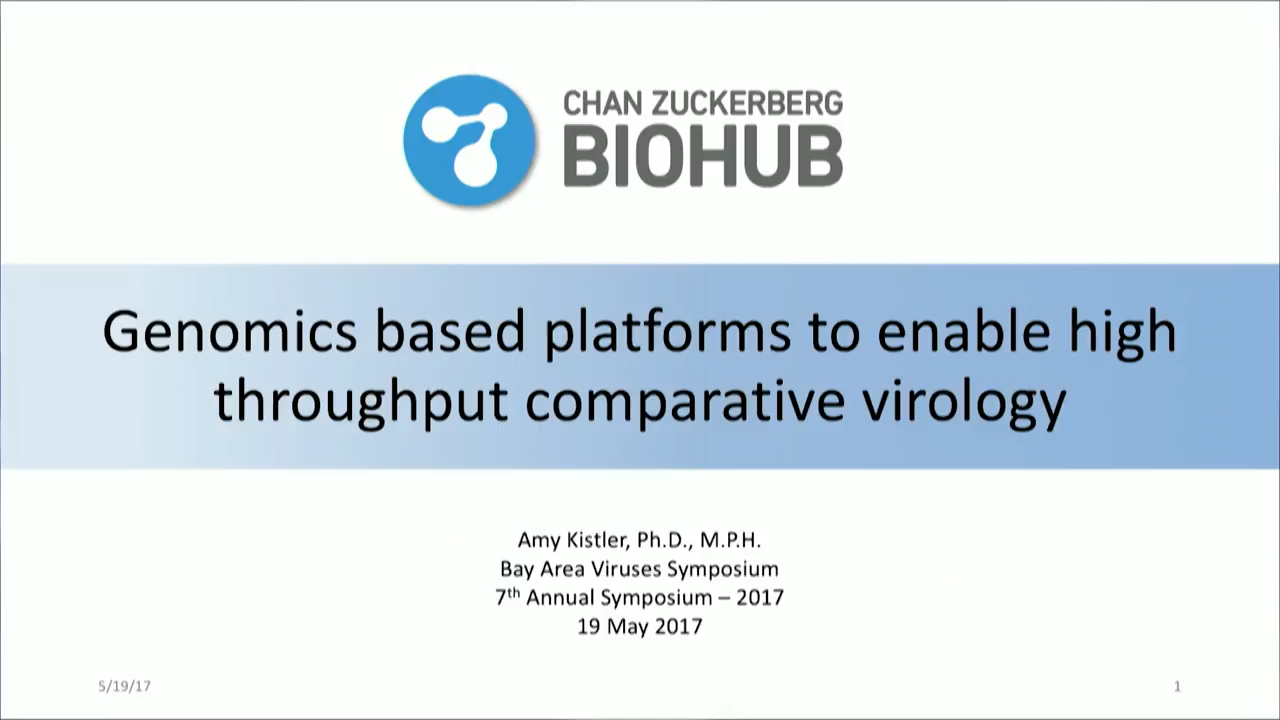 CHAN ZUCKERBERG
BIOHUB
Genomics based platforms to enable high
throughput comparative virology
Amy Kistler, Ph.D., M.P.H.
Bay Area Viruses Symposium
7th Annual Symposium – 2017
19 May 2017
5/19/17
1